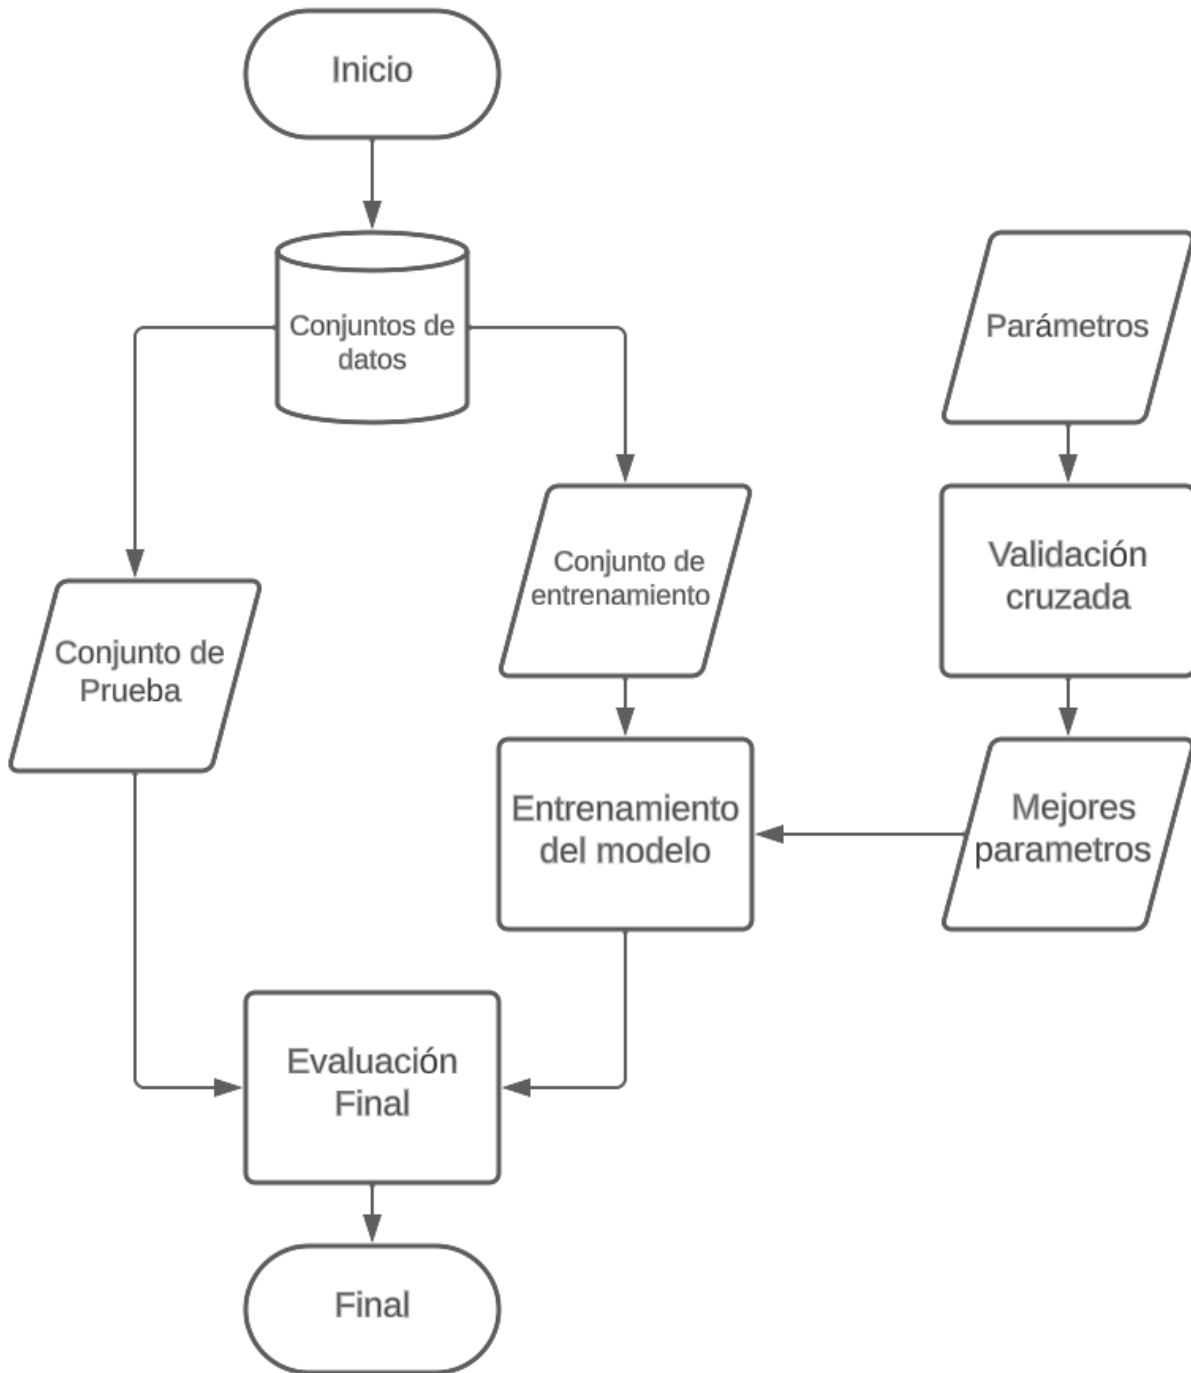 Inicio
Conjuntos de
datos
Parámetros
Conjunto de
entrenamiento
Validación
cruzada
Conjunto de
Prueba
Entrenamiento
del modelo
Mejores
parametros
Evaluación
Final
Final